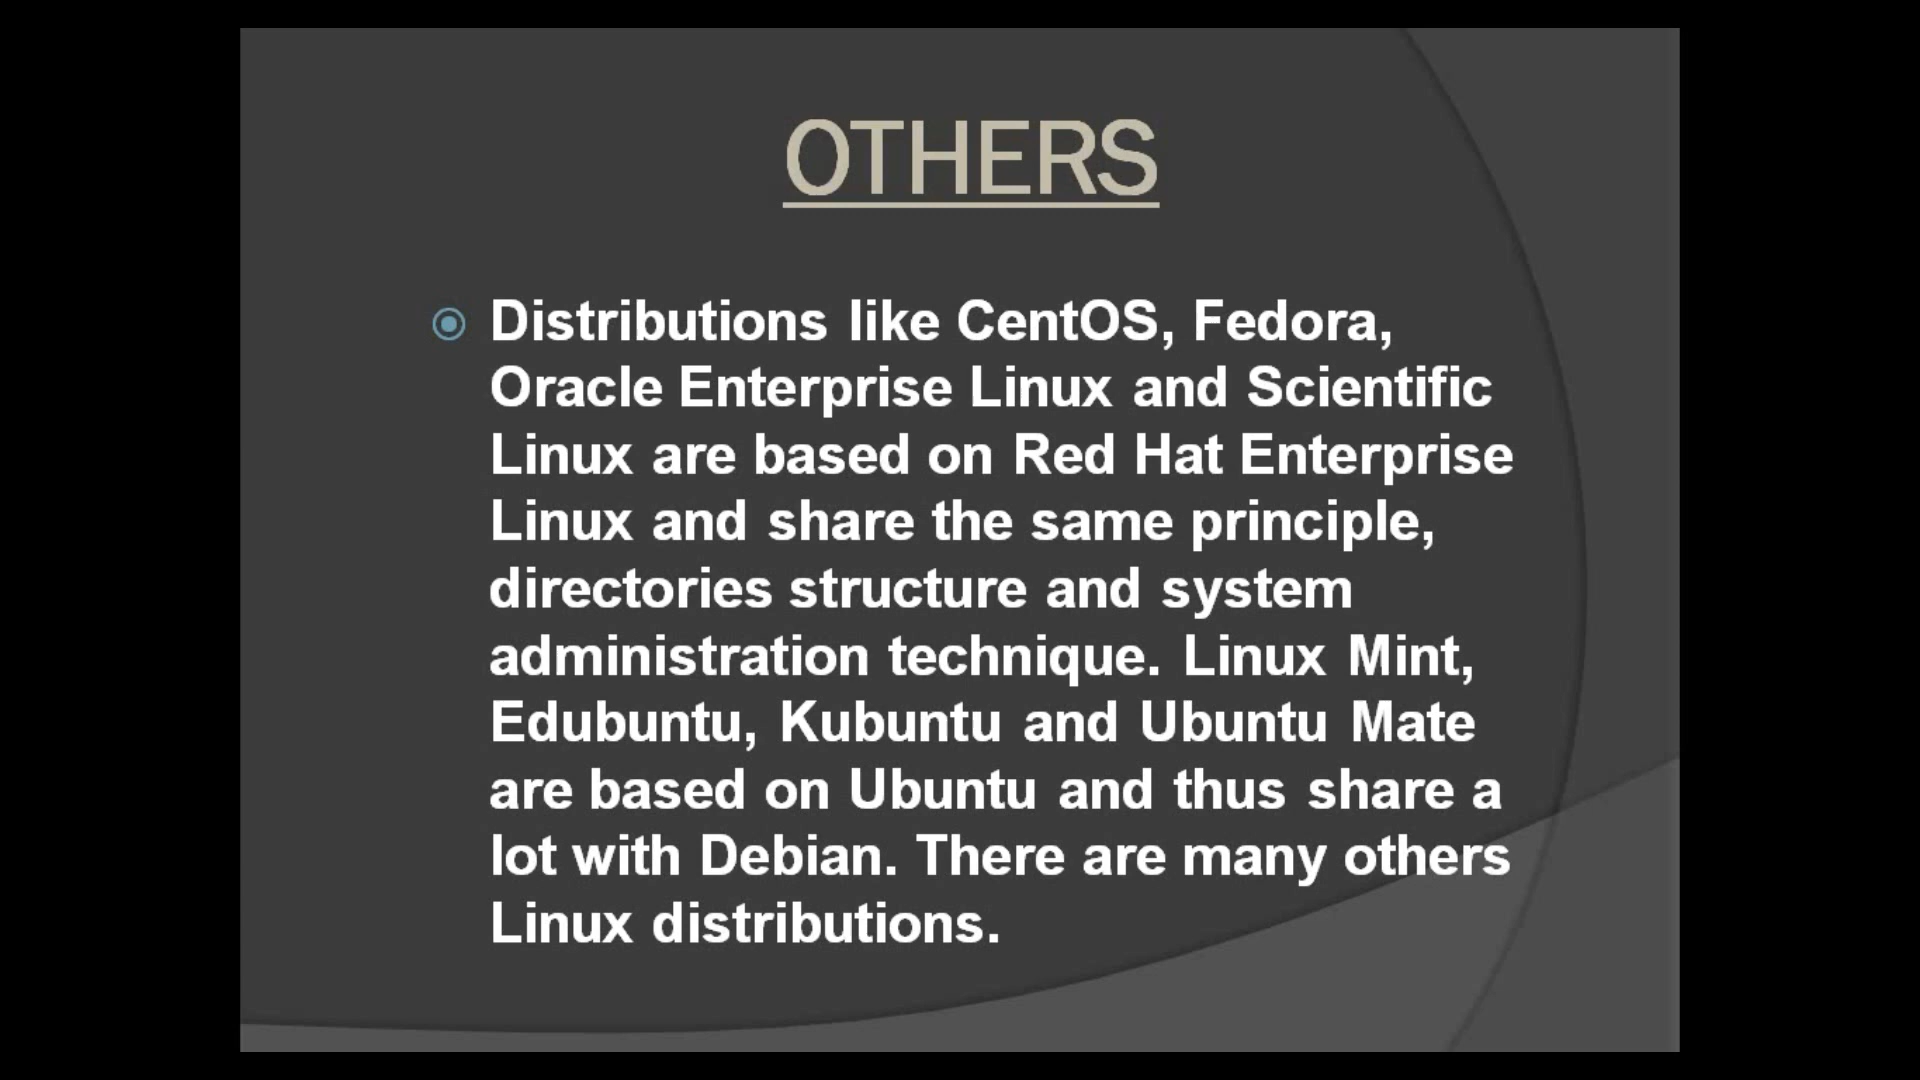 OTHERS
Distributions like CentOS, Fedora,
Oracle Enterprise Linux and Scientific
Linux are based on Red Hat Enterprise
Linux and share the same principle,
directories structure and system
administration technique. Linux Mint,
Edubuntu, Kubuntu and Ubuntu Mate
are based on Ubuntu and thus share a
lot with Debian. There are many others
Linux distributions.